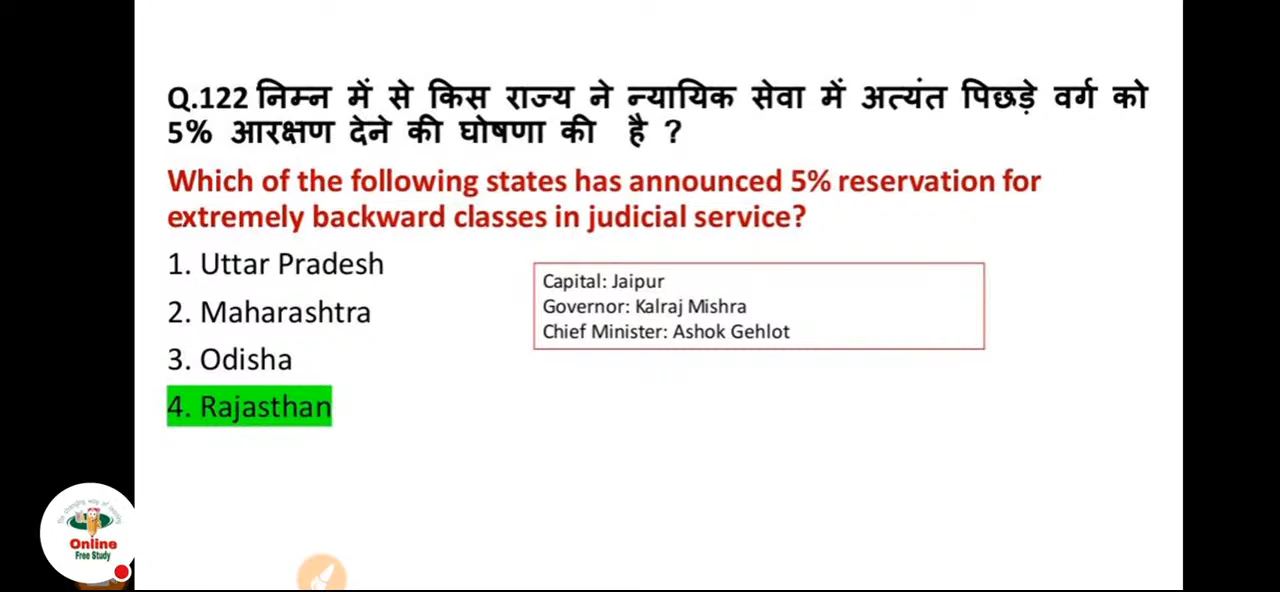 Q.122 निम्न में से किस राज्य ने न्यायिक सेवा में अत्यंत पिछड़े वर्ग को
5% आरक्षण देने की घोषणा की है ?
Which of the following states has announced 5% reservation for
extremely backward classes in judicial service?
1. Uttar Pradesh
2. Maharashtra
3. Odisha
4. Rajasthan
Capital: Jaipur
Governor: Kalraj Mishra
Chief Minister: Ashok Gehlot
Online
Free Study